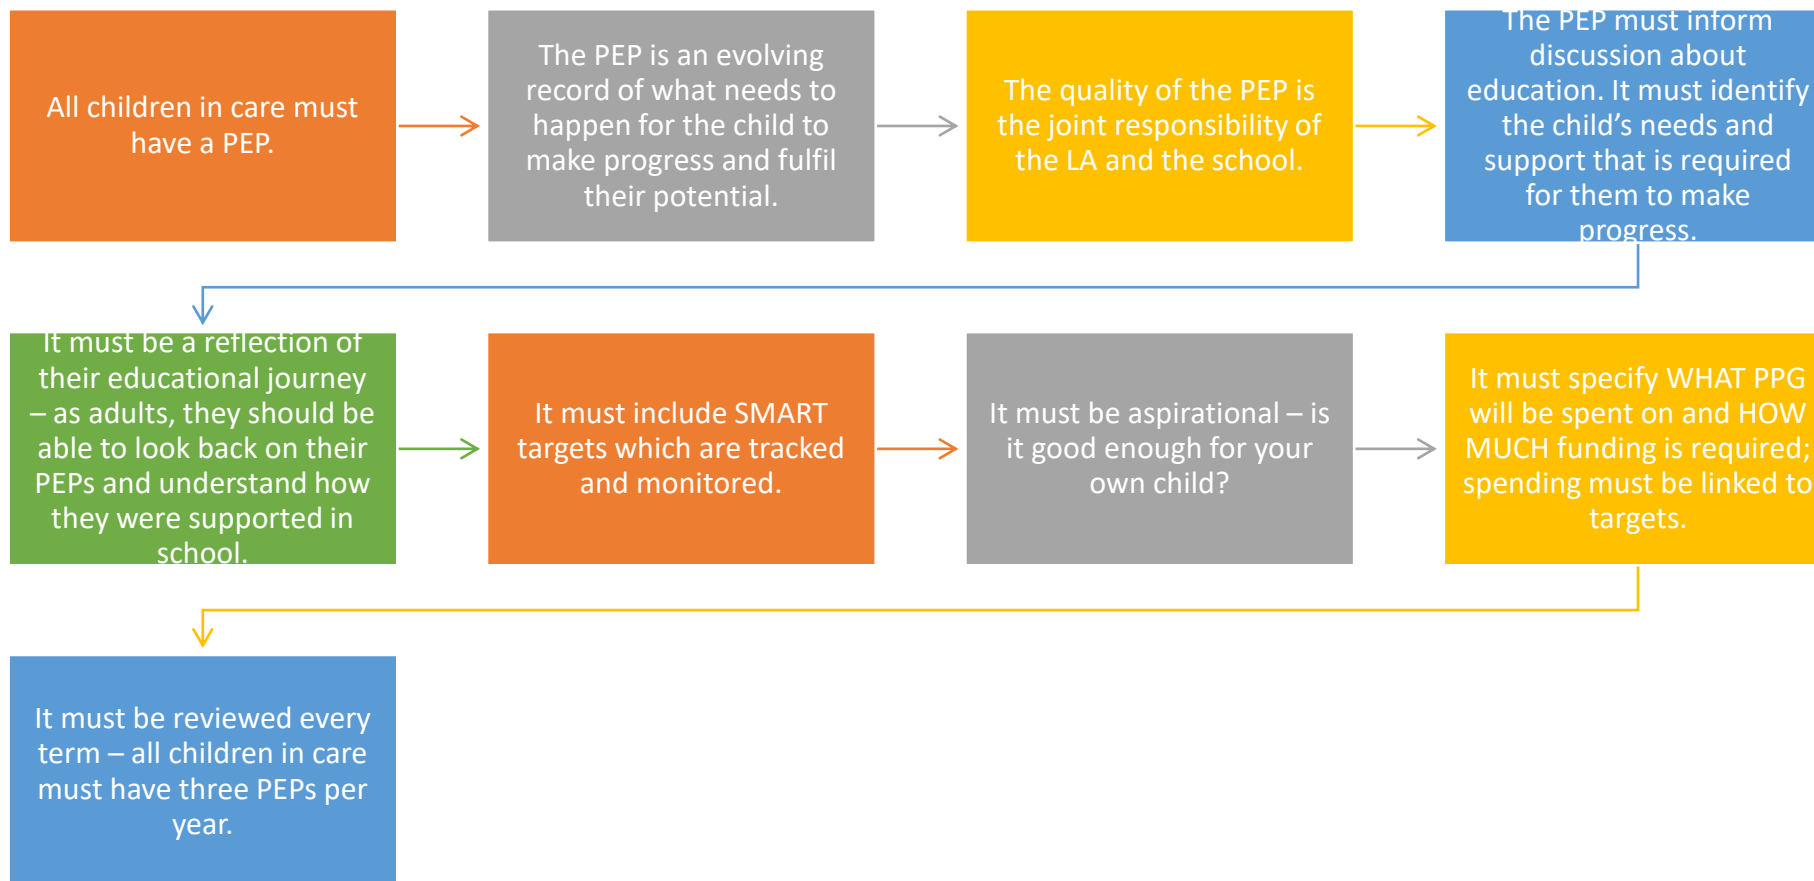 All children in care must
have a PEP.
The PEP is an evolving
record of what needs to
happen for the child to
make progress and fulfil
their potential.
The quality of the PEP is
the joint responsibility of
the LA and the school.
The PEP must inform
discussion about
education. It must identify
the child’s needs and
support that is required
for them to make
progress.
It must be a reflection of
their educational journey
– as adults, they should be
able to look back on their
PEPs and understand how
they were supported in
school.
It must include SMART
targets which are tracked
and monitored.
It must be aspirational – is
it good enough for your
own child?
It must specify WHAT PPG
will be spent on and HOW
MUCH funding is required;
spending must be linked to
targets.
It must be reviewed every
term – all children in care
must have three PEPs per
year.